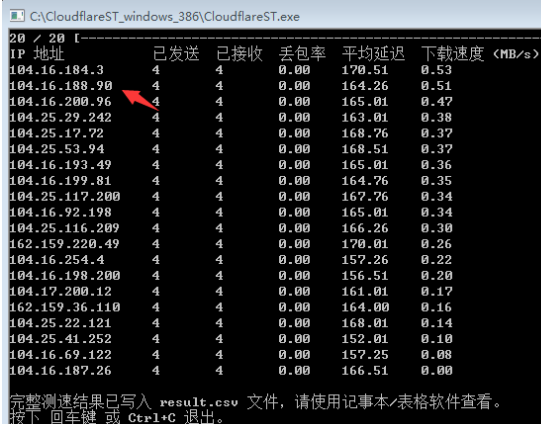 C:\CloudflareST_windows_386\CloudflareST.exe
20 / 20 [----------------------------------------------------------
IP 地址 已发送 已接收 丢包率 平均延迟 下载速度 (MB/s)
104.16.184.3 4 4 0.00 170.51 0.53
104.16.188.90 4 4 0.00 164.26 0.51
104.16.200.96 4 4 0.00 165.01 0.47
104.25.29.242 4 4 0.00 163.01 0.38
104.25.17.72 4 4 0.00 168.76 0.37
104.25.53.94 4 4 0.00 168.51 0.37
104.16.193.49 4 4 0.00 165.01 0.36
104.16.199.81 4 4 0.00 164.76 0.35
104.25.117.200 4 4 0.00 167.76 0.34
104.16.92.198 4 4 0.00 165.01 0.34
104.25.116.209 4 4 0.00 166.26 0.30
162.159.220.49 4 4 0.00 170.01 0.26
104.16.254.4 4 4 0.00 157.26 0.22
104.16.198.200 4 4 0.00 156.51 0.20
104.17.200.12 4 4 0.00 161.01 0.17
162.159.36.110 4 4 0.00 164.00 0.16
104.25.22.121 4 4 0.00 168.01 0.14
104.25.41.252 4 4 0.00 152.01 0.10
104.16.69.122 4 4 0.00 157.25 0.08
104.16.187.26 4 4 0.00 166.51 0.00
完整测速结果已写入 result.csv 文件，请使用记事本/表格软件查看。
按下 回车键 或 Ctrl+C 退出。